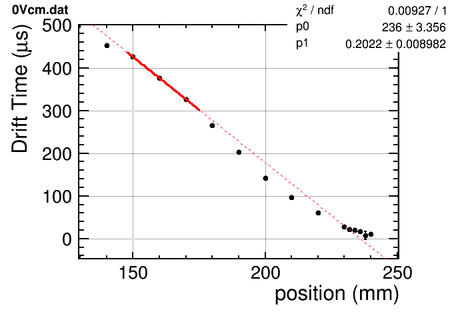 0Vcm.dat
χ² / ndf 0.00927 / 1
p0 236 ± 3.356
p1 0.2022 ± 0.008982
Drift Time (μs)
500
400
300
200
100
0
150 200 250
position (mm)